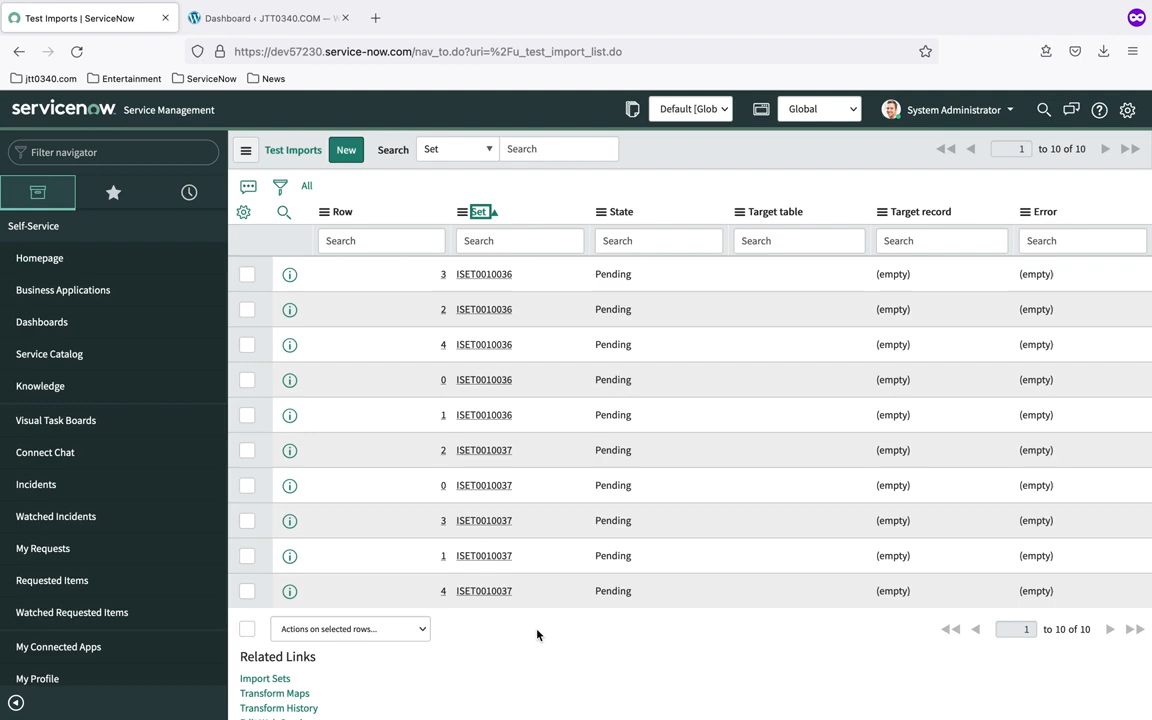 Test Imports | ServiceNow
Dashboard ‹ JTT0340.COM —
https://dev57230.service-now.com/nav_to.do?uri=%2Fu_test_import_list.do
jtt0340.com
Entertainment
ServiceNow
News
servicenow
Service Management
Default [Glob
Global
System Administrator
Filter navigator
Self-Service
Homepage
Business Applications
Dashboards
Service Catalog
Knowledge
Visual Task Boards
Connect Chat
Incidents
Watched Incidents
My Requests
Requested Items
Watched Requested Items
My Connected Apps
My Profile
Test Imports
New
Search
Set
Search
1 to 10 of 10
All
Row Set State Target table Target record Error
Search Search Search Search Search Search
3 ISET0010036 Pending (empty) (empty)
2 ISET0010036 Pending (empty) (empty)
4 ISET0010036 Pending (empty) (empty)
0 ISET0010036 Pending (empty) (empty)
1 ISET0010036 Pending (empty) (empty)
2 ISET0010037 Pending (empty) (empty)
0 ISET0010037 Pending (empty) (empty)
3 ISET0010037 Pending (empty) (empty)
1 ISET0010037 Pending (empty) (empty)
4 ISET0010037 Pending (empty) (empty)
Actions on selected rows...
1 to 10 of 10
Related Links
Import Sets
Transform Maps
Transform History